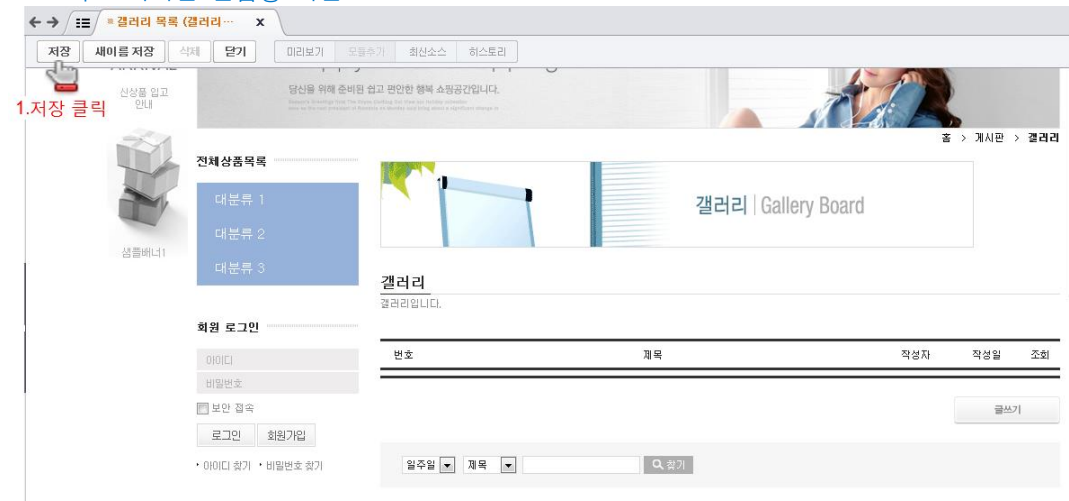 갤러리 목록 (갤러리… x
저장 새이름 저장 삭제 닫기 미리보기 모듈추가 최신소스 히스토리
1.저장 클릭
신상품 입고
안내
당신을 위해 준비된 쉽고 편안한 행복 쇼핑공간입니다.
홈 > 게시판 > 갤러리
전체상품목록
대분류 1
대분류 2
대분류 3
샘플배너1
갤러리 | Gallery Board
갤러리
갤러리입니다.
회원 로그인
아이디
비밀번호
보안 접속
로그인 회원가입
· 아이디 찾기 · 비밀번호 찾기
번호 제목 작성자 작성일 조회
글쓰기
일주일 제목 찾기